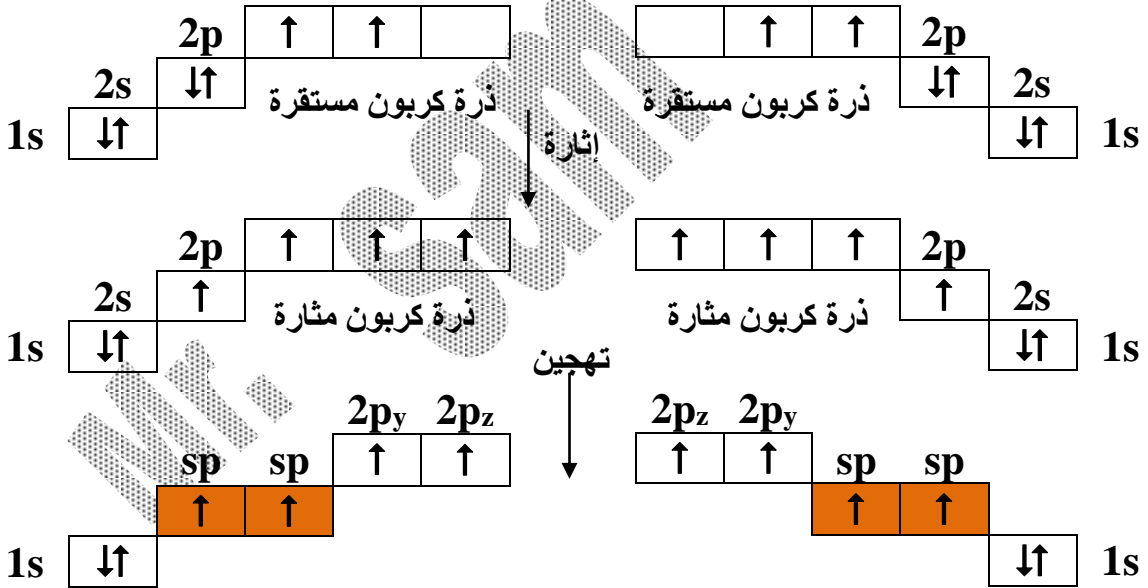 2p ↑ ↑ ↑ ↑ 2p
2s ↓↑ ↓↑ 2s
ذرة كربون مستقرة ذرة كربون مستقرة
1s ↓↑ ↓↑ 1s
إثارة
2p ↑ ↑ ↑ ↑ ↑ ↑ 2p
2s ↑ ↑ 2s
ذرة كربون مثارة ذرة كربون مثارة
1s ↓↑ ↓↑ 1s
تهجين
2py 2pz 2pz 2py
sp sp ↑ ↑ ↑ ↑ sp sp
↑ ↑ ↑ ↑
1s ↓↑ ↓↑ 1s
Mr. Sam